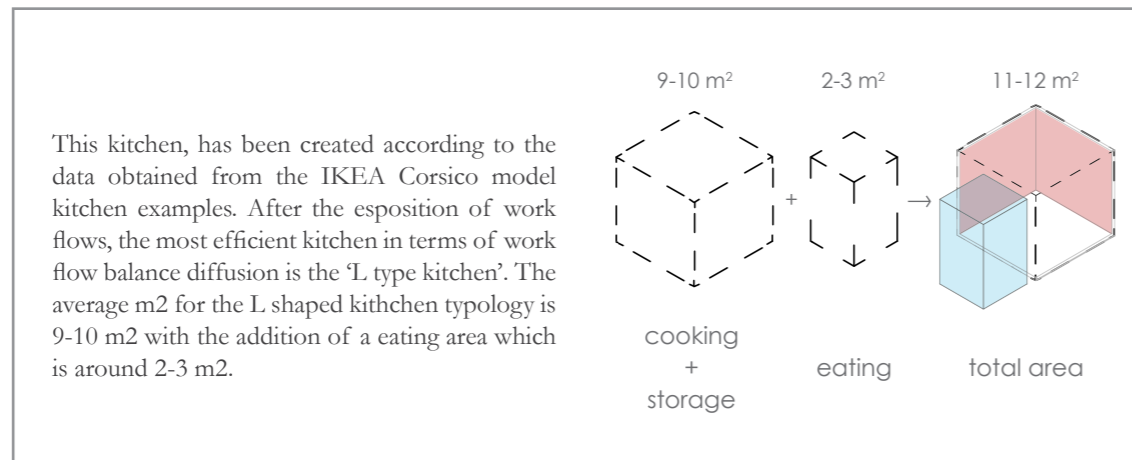 This kitchen, has been created according to the
data obtained from the IKEA Corsico model
kitchen examples. After the esposition of work
flows, the most efficient kitchen in terms of work
flow balance diffusion is the ‘L type kitchen’. The
average m2 for the L shaped kithchen typology is
9-10 m2 with the addition of a eating area which
is around 2-3 m2.
9-10 m²
2-3 m²
11-12 m²
+
→
cooking
+
storage
eating
total area